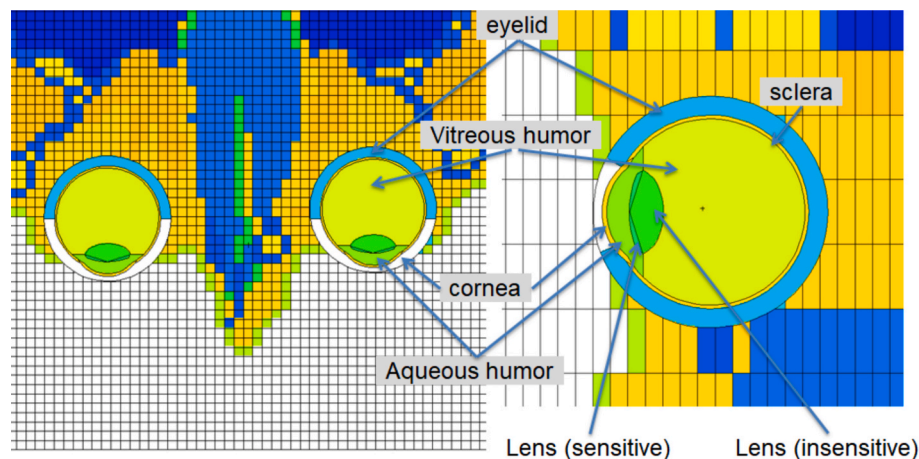 eyelid
sclera
Vitreous humor
cornea
Aqueous humor
Lens (sensitive)
Lens (insensitive)